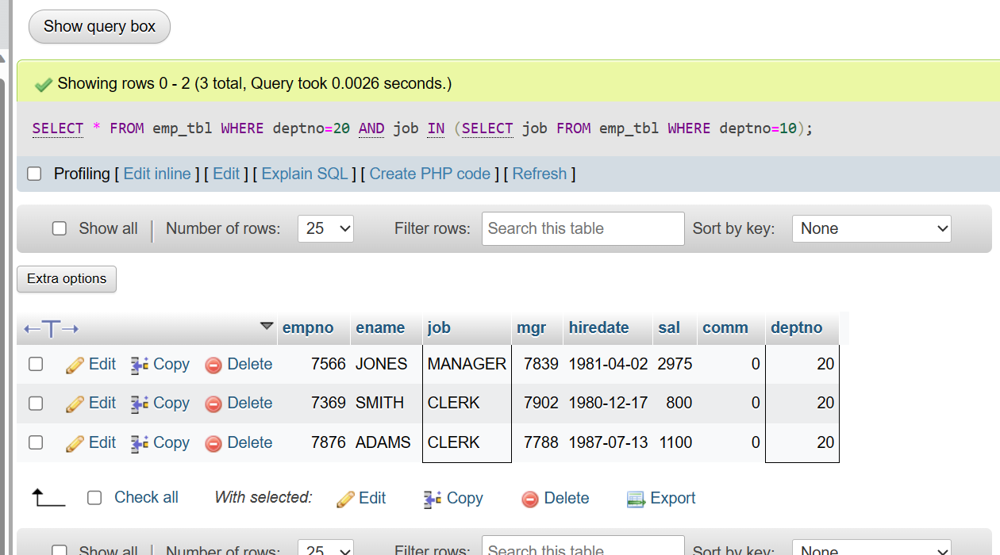 Show query box
Showing rows 0 - 2 (3 total, Query took 0.0026 seconds.)
SELECT * FROM emp_tbl WHERE deptno=20 AND job IN (SELECT job FROM emp_tbl WHERE deptno=10);
Profiling [ Edit inline ] [ Edit ] [ Explain SQL ] [ Create PHP code ] [ Refresh ]
Show all | Number of rows: 25 Filter rows: Search this table Sort by key: None
Extra options
empno ename job mgr hiredate sal comm deptno
Edit Copy Delete 7566 JONES MANAGER 7839 1981-04-02 2975 0 20
Edit Copy Delete 7369 SMITH CLERK 7902 1980-12-17 800 0 20
Edit Copy Delete 7876 ADAMS CLERK 7788 1987-07-13 1100 0 20
Check all With selected: Edit Copy Delete Export
Show all | Number of rows: 25 Filter rows: Search this table Sort by key: None